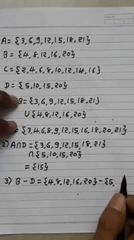 A = {3,6,9,12,15,18,21}
B = {4,8,12,16,20}
C = {2,4,6,8,10,12,14,16}
D = {5,10,15,20}
B = {3,6,9,12,15,18,21}
U {4,8,12,16,20}
= {3,4,6,8,9,12,15,16,18,20,21}
2) A∩D = {3,6,9,12,15,18,21}
∩ {5,10,15,20}
= {15}
3) B - D = {4,8,12,16,20} - {5,